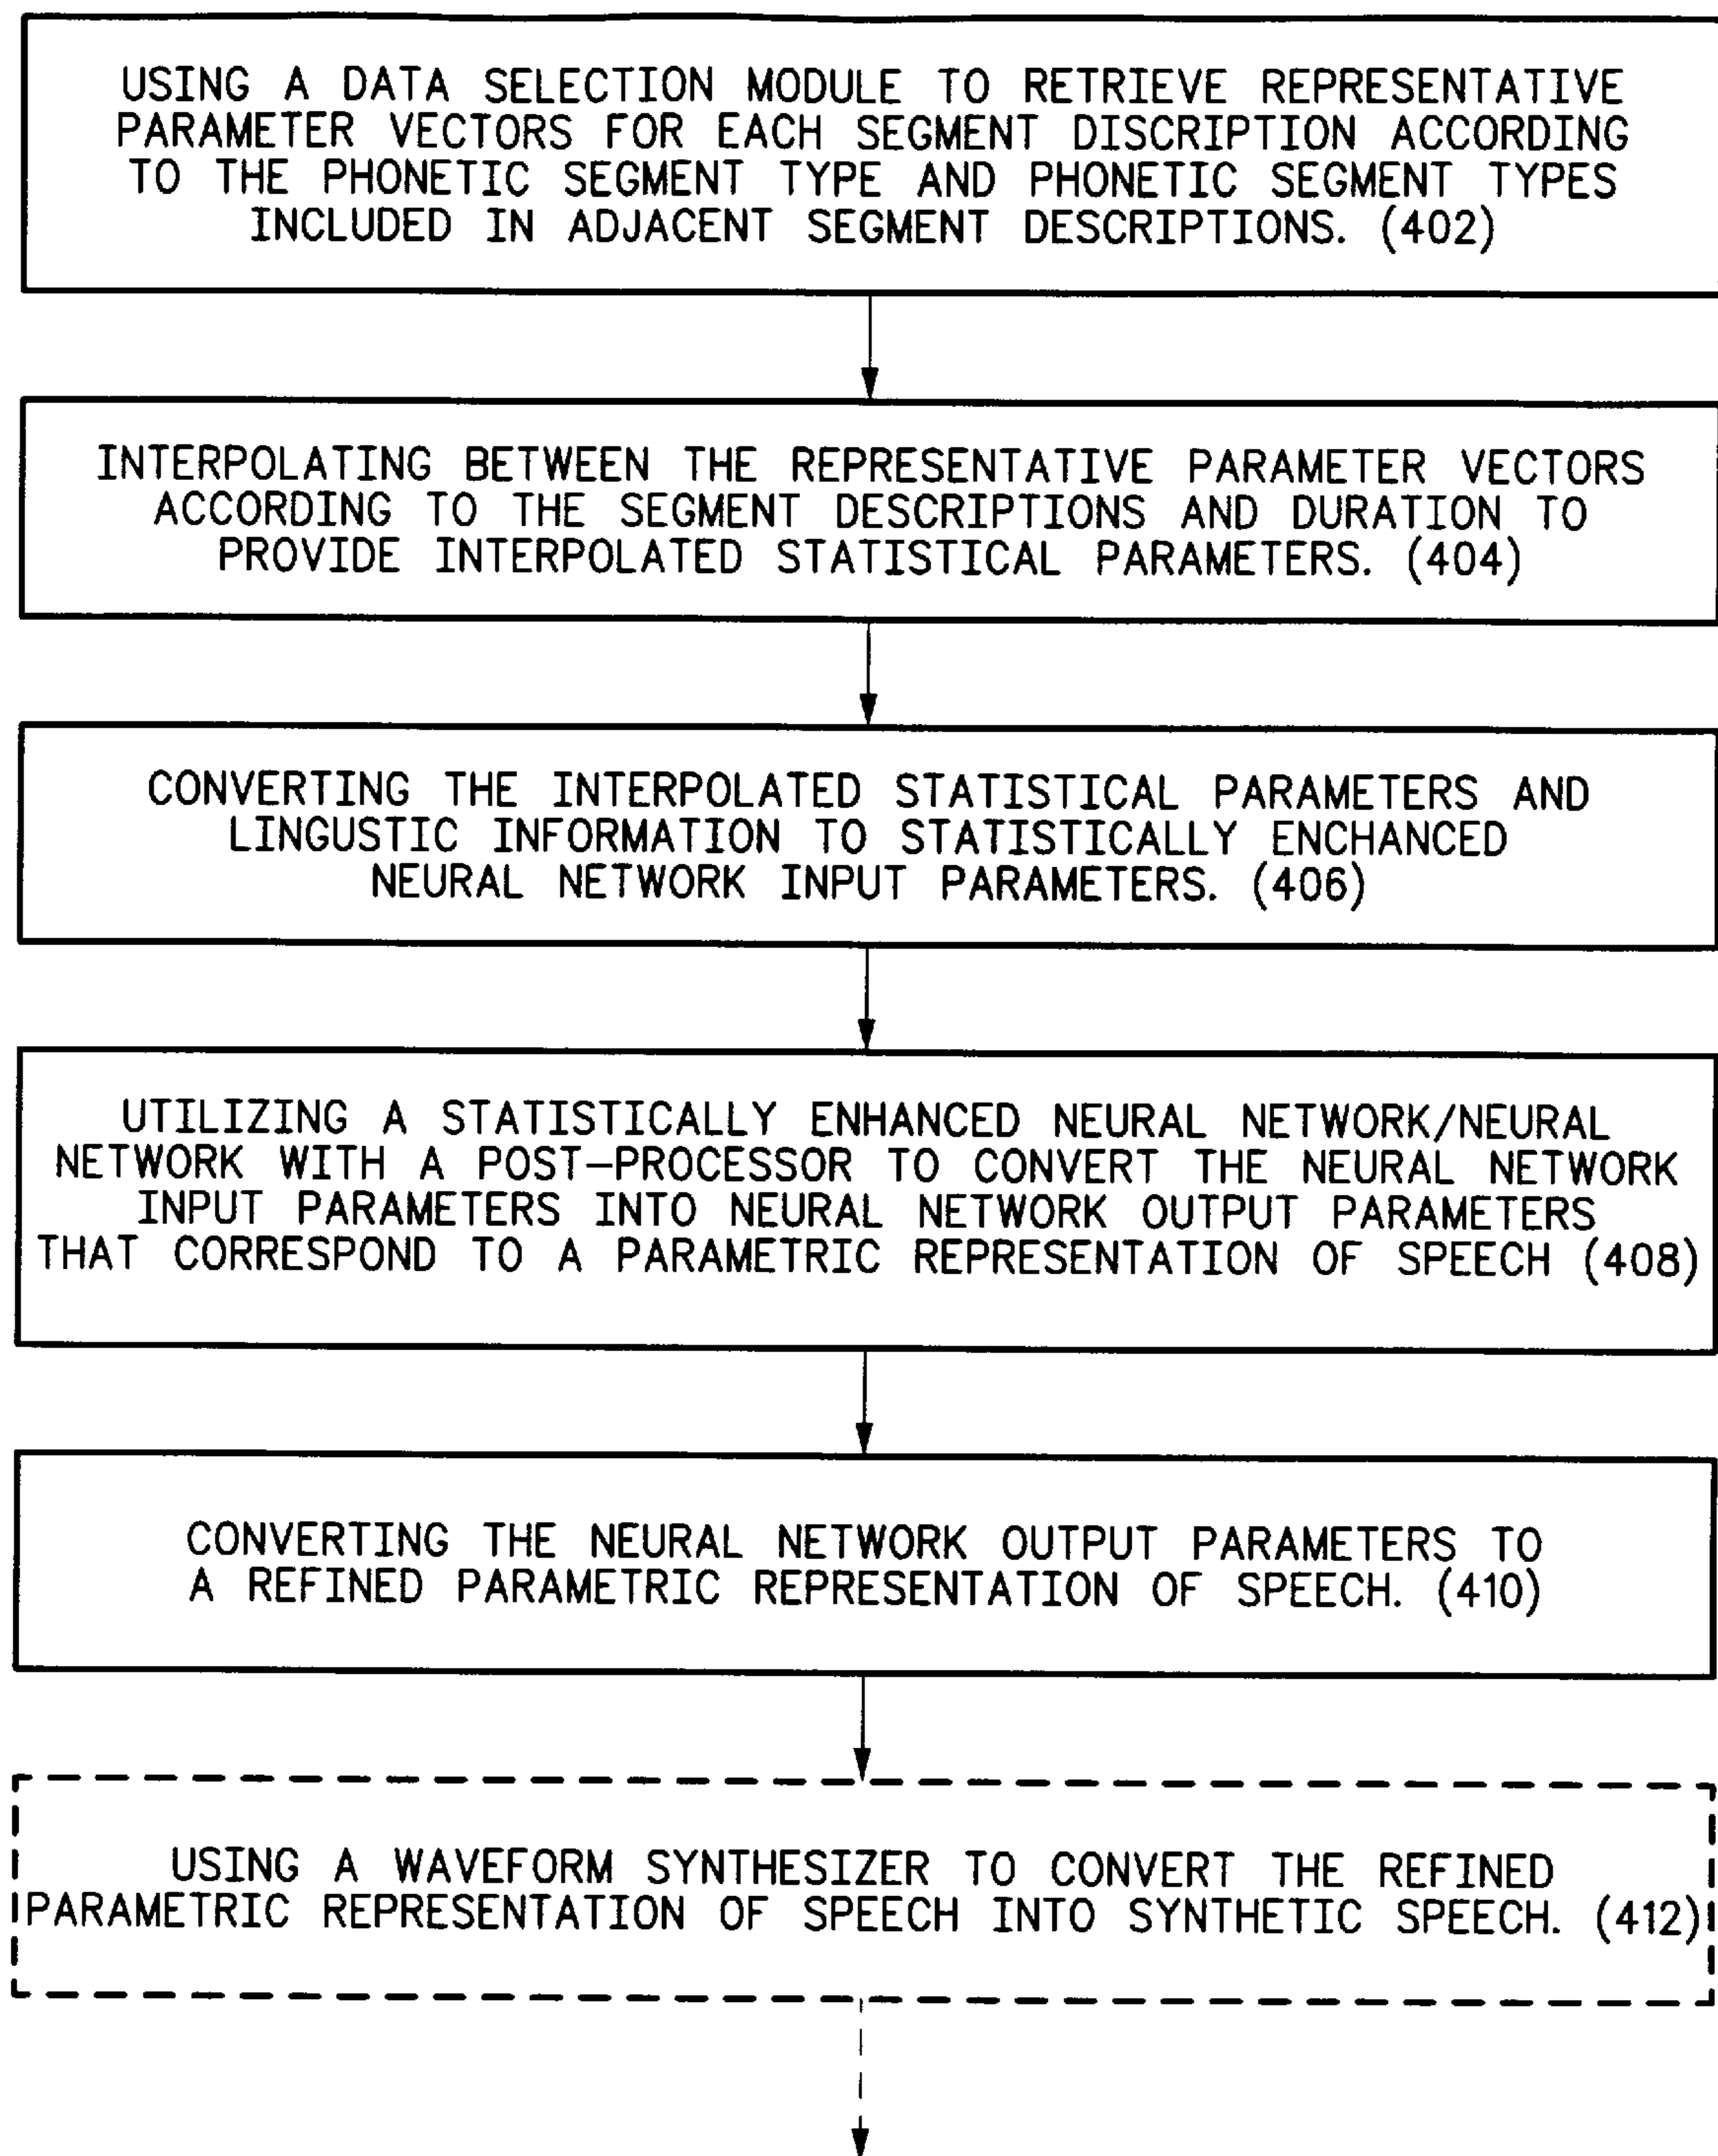 USING A DATA SELECTION MODULE TO RETRIEVE REPRESENTATIVE
PARAMETER VECTORS FOR EACH SEGMENT DISCRIPTION ACCORDING
TO THE PHONETIC SEGMENT TYPE AND PHONETIC SEGMENT TYPES
INCLUDED IN ADJACENT SEGMENT DESCRIPTIONS. (402)
INTERPOLATING BETWEEN THE REPRESENTATIVE PARAMETER VECTORS
ACCORDING TO THE SEGMENT DESCRIPTIONS AND DURATION TO
PROVIDE INTERPOLATED STATISTICAL PARAMETERS. (404)
CONVERTING THE INTERPOLATED STATISTICAL PARAMETERS AND
LINGUSTIC INFORMATION TO STATISTICALLY ENCHANCED
NEURAL NETWORK INPUT PARAMETERS. (406)
UTILIZING A STATISTICALLY ENHANCED NEURAL NETWORK/NEURAL
NETWORK WITH A POST-PROCESSOR TO CONVERT THE NEURAL NETWORK
INPUT PARAMETERS INTO NEURAL NETWORK OUTPUT PARAMETERS
THAT CORRESPOND TO A PARAMETRIC REPRESENTATION OF SPEECH (408)
CONVERTING THE NEURAL NETWORK OUTPUT PARAMETERS TO
A REFINED PARAMETRIC REPRESENTATION OF SPEECH. (410)
USING A WAVEFORM SYNTHESIZER TO CONVERT THE REFINED
PARAMETRIC REPRESENTATION OF SPEECH INTO SYNTHETIC SPEECH. (412)